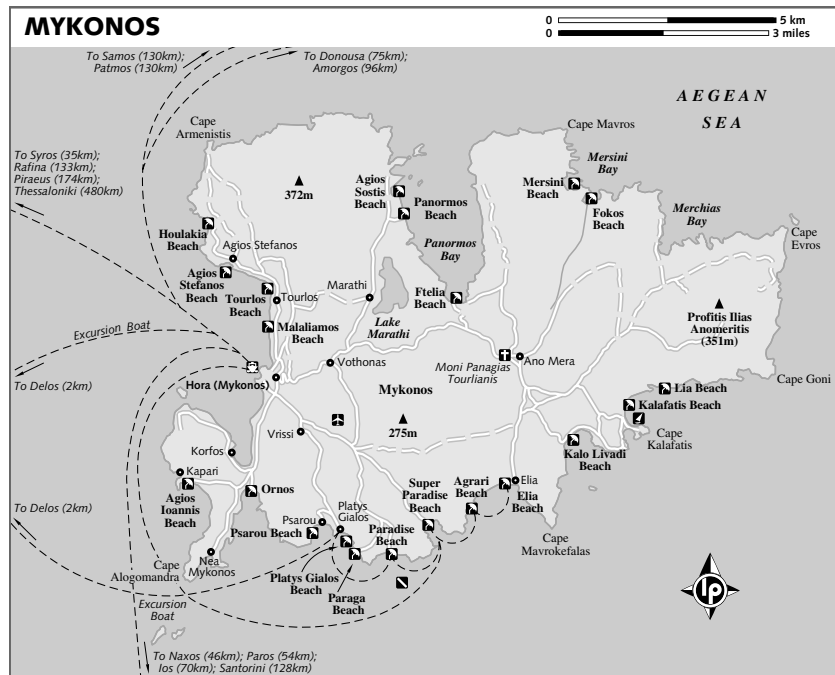 MYKONOS
0 5 km
0 3 miles
To Samos (130km);
Patmos (130km)
To Donousa (75km);
Amorgos (96km)
AEGEAN
SEA
Cape
Armenistis
Cape Mavros
To Syros (35km);
Rafina (133km);
Piraeus (174km);
Thessaloniki (480km)
Mersini
Bay
372m
Agios
Sostis
Beach
Panormos
Beach
Mersini
Beach
Fokos
Beach
Merchias
Bay
Cape
Evros
Houlakia
Beach
Agios Stefanos
Panormos
Bay
Agios
Stefanos
Beach
Tourlos
Beach
Tourlos
Marathi
Ftelia
Beach
Profitis Ilias
Anomeritis
(351m)
Malaliamos
Beach
Lake
Marathi
Excursion Boat
Vothonas
Moni Panagias
Tourlianis
Ano Mera
To Delos (2km)
Hora (Mykonos)
Mykonos
Cape Goni
Lia Beach
Kalafatis Beach
275m
Cape
Kalafatis
Vrissi
Korfos
Kapari
Kalo Livadi
Beach
Agios
Ioannis
Beach
Ornos
Super
Paradise
Beach
Agrari
Beach
Elia
Elia
Beach
To Delos (2km)
Psarou
Platys
Gialos
Psarou Beach
Paradise
Beach
Cape
Mavrokefalas
Cape
Alogomandra
Nea
Mykonos
Platys Gialos
Beach
Paraga
Beach
Excursion
Boat
lp
To Naxos (46km); Paros (54km);
Ios (70km); Santorini (128km)